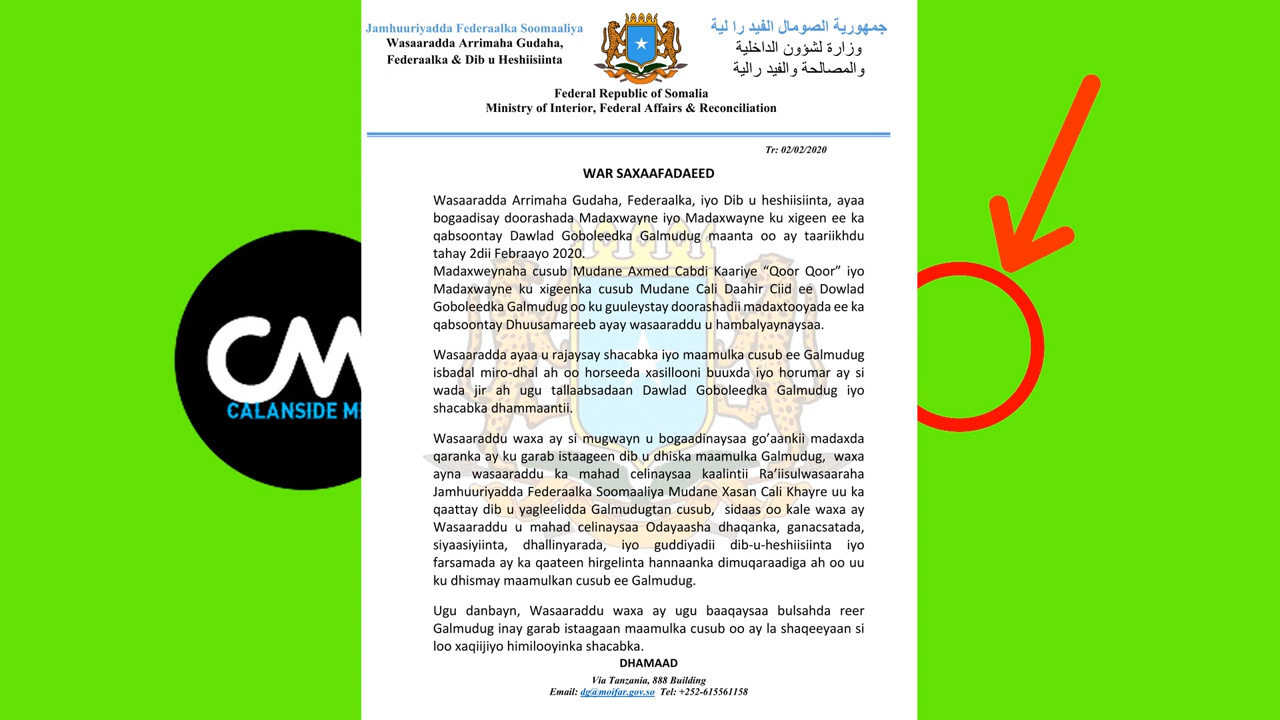 Jamhuuriyadda Federaalka Soomaaliya
Wasaaradda Arrimaha Gudaha,
Federaalka & Dib u Heshiisiinta
جمهورية الصومال الفيد را لية
وزارة لشؤون الداخلية
والمصالحة والفيد رالية
Federal Republic of Somalia
Ministry of Interior, Federal Affairs & Reconciliation
Tr: 02/02/2020
WAR SAXAAFADAEED
Wasaaradda Arrimaha Gudaha, Federaalka, iyo Dib u heshiisiinta, ayaa
bogaadisay doorashada Madaxwayne iyo Madaxwayne ku xigeen ee ka
qabsoontay Dawlad Goboleedka Galmudug maanta oo ay taariikhdu
tahay 2dii Febraayo 2020.
Madaxweynaha cusub Mudane Axmed Cabdi Kaariye “Qoor Qoor” iyo
Madaxwayne ku xigeenka cusub Mudane Cali Daahir Ciid ee Dowlad
Goboleedka Galmudug oo ku guuleystay doorashadii madaxtooyada ee ka
qabsoontay Dhuusamareeb ayay wasaaraddu u hambalyaynaysaa.
Wasaaradda ayaa u rajaysay shacabka iyo maamulka cusub ee Galmudug
isbadal miro-dhal ah oo horseeda xasillooni buuxda iyo horumar ay si
wada jir ah ugu tallaabsadaan Dawlad Goboleedka Galmudug iyo
shacabka dhammaantii.
Wasaaraddu waxa ay si mugwayn u bogaadinaysaa go’aankii madaxda
qaranka ay ku garab istaageen dib u dhiska maamulka Galmudug, waxa
ayna wasaaraddu ka mahad celinaysaa kaalintii Ra’iisulwasaaraha
Jamhuuriyadda Federaalka Soomaaliya Mudane Xasan Cali Khayre uu ka
qaattay dib u yagleelidda Galmudugtan cusub, sidaas oo kale waxa ay
Wasaaraddu u mahad celinaysaa Odayaasha dhaqanka, ganacsatada,
siyaasiyiinta, dhallinyarada, iyo guddiyadii dib-u-heshiisiinta iyo
farsamada ay ka qaateen hirgelinta hannaanka dimuqaraadiga ah oo uu
ku dhismay maamulkan cusub ee Galmudug.
Ugu danbayn, Wasaaraddu waxa ay ugu baaqaysaa bulsahda reer
Galmudug inay garab istaagaan maamulka cusub oo ay la shaqeeyaan si
loo xaqiijiyo himilooyinka shacabka.
DHAMAAD
Via Tanzania, 888 Building
Email: dg@moifar.gov.so Tel: +252-615561158
CM
CALANSIDE M